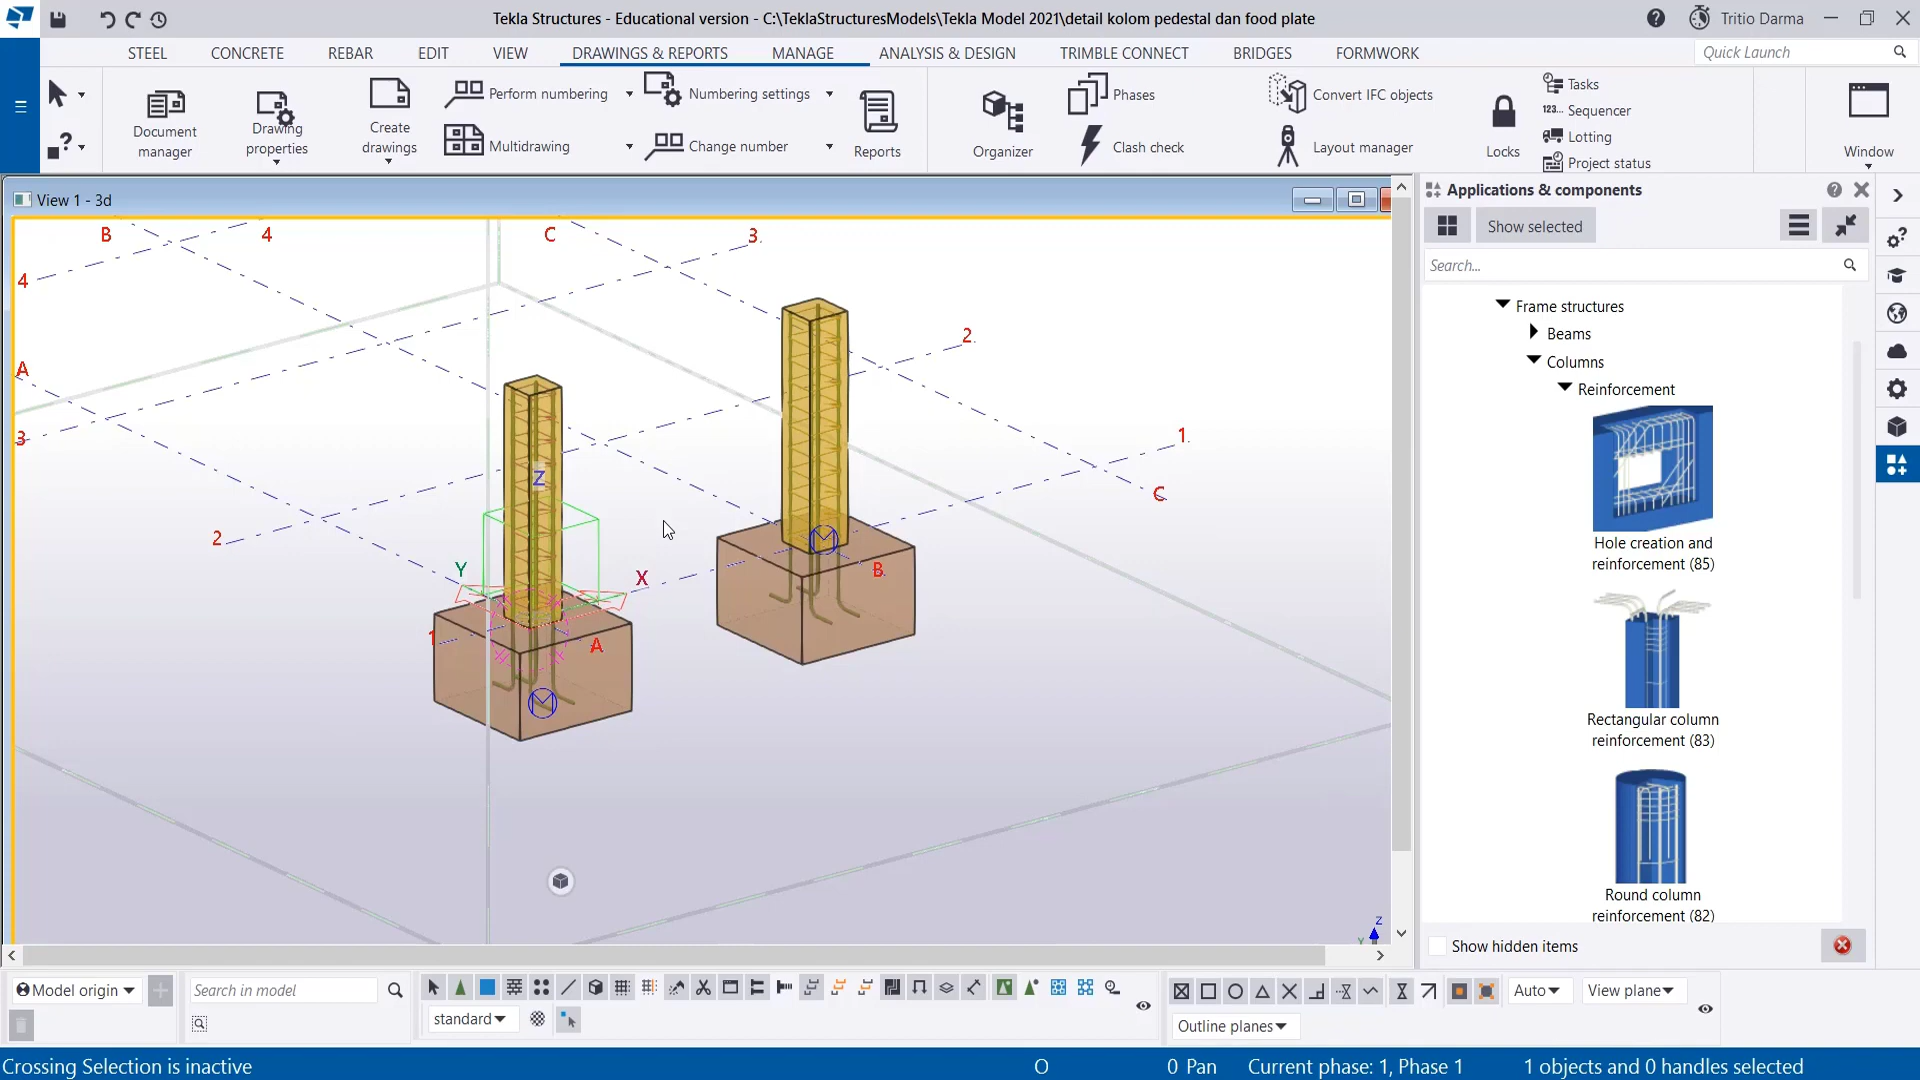 Tekla Structures - Educational version - C:\TeklaStructuresModels\Tekla Model 2021\detail kolom pedestal dan food plate
Tritio Darma
STEEL CONCRETE REBAR EDIT VIEW DRAWINGS & REPORTS MANAGE ANALYSIS & DESIGN TRIMBLE CONNECT BRIDGES FORMWORK
Quick Launch
Document manager
Drawing properties
Create drawings
Perform numbering
Multidrawing
Numbering settings
Change number
Reports
Organizer
Phases
Clash check
Convert IFC objects
Layout manager
Locks
Tasks
123... Sequencer
Lotting
Project status
Window
View 1 - 3d
B 4 C 3.
4
2.
A
1.
3
Z
C
2
Y X B
1 A
Z
Y
Applications & components
Show selected
Search...
Frame structures
Beams
Columns
Reinforcement
Hole creation and
reinforcement (85)
Rectangular column
reinforcement (83)
Round column
reinforcement (82)
Show hidden items
Model origin
Search in model
standard
Auto
View plane
Outline planes
Crossing Selection is inactive
O
0 Pan
Current phase: 1, Phase 1
1 objects and 0 handles selected